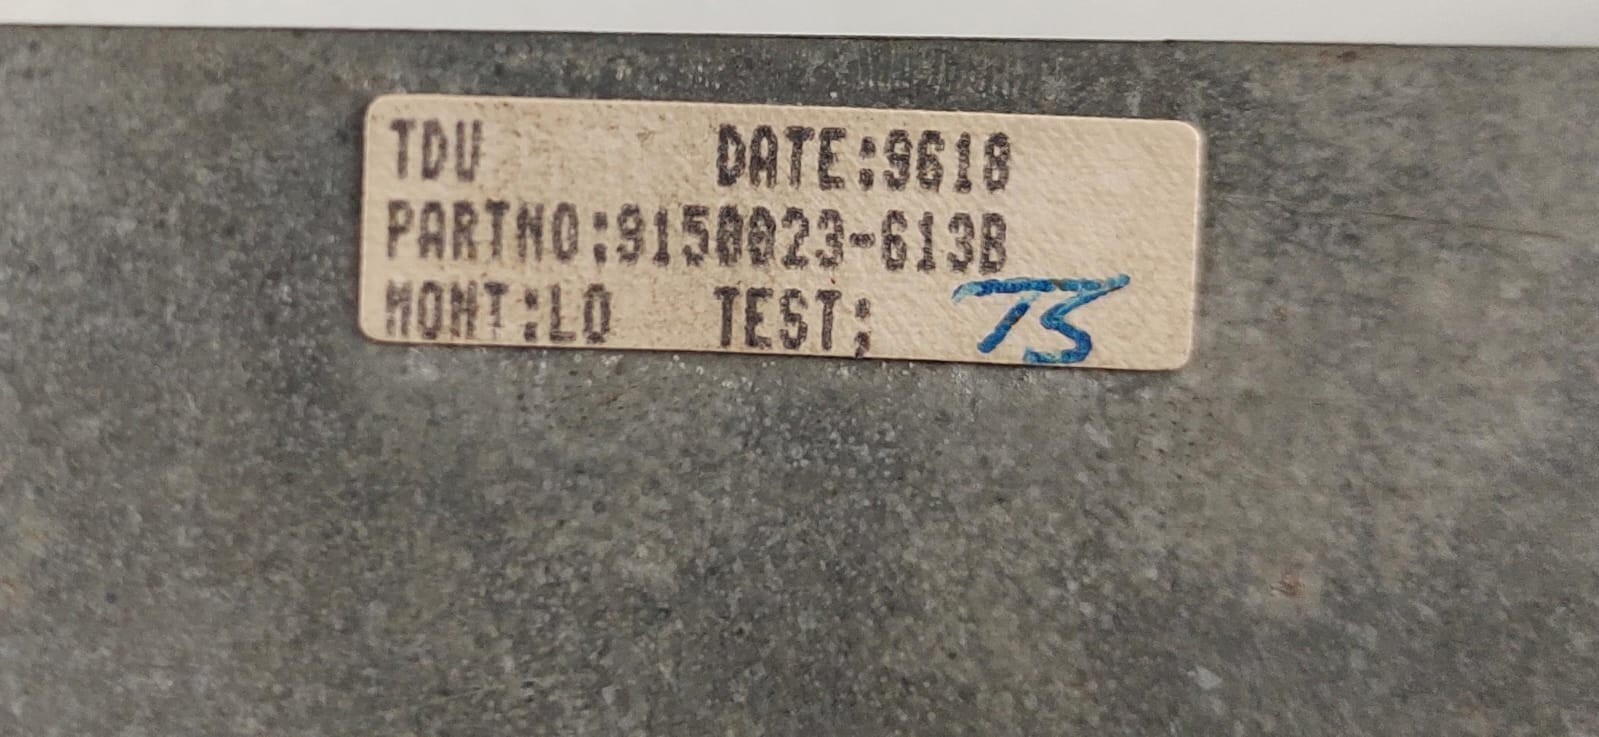 TDU DATE:9618
PARTNO:9150023-613B
MONT:LO TEST; TS